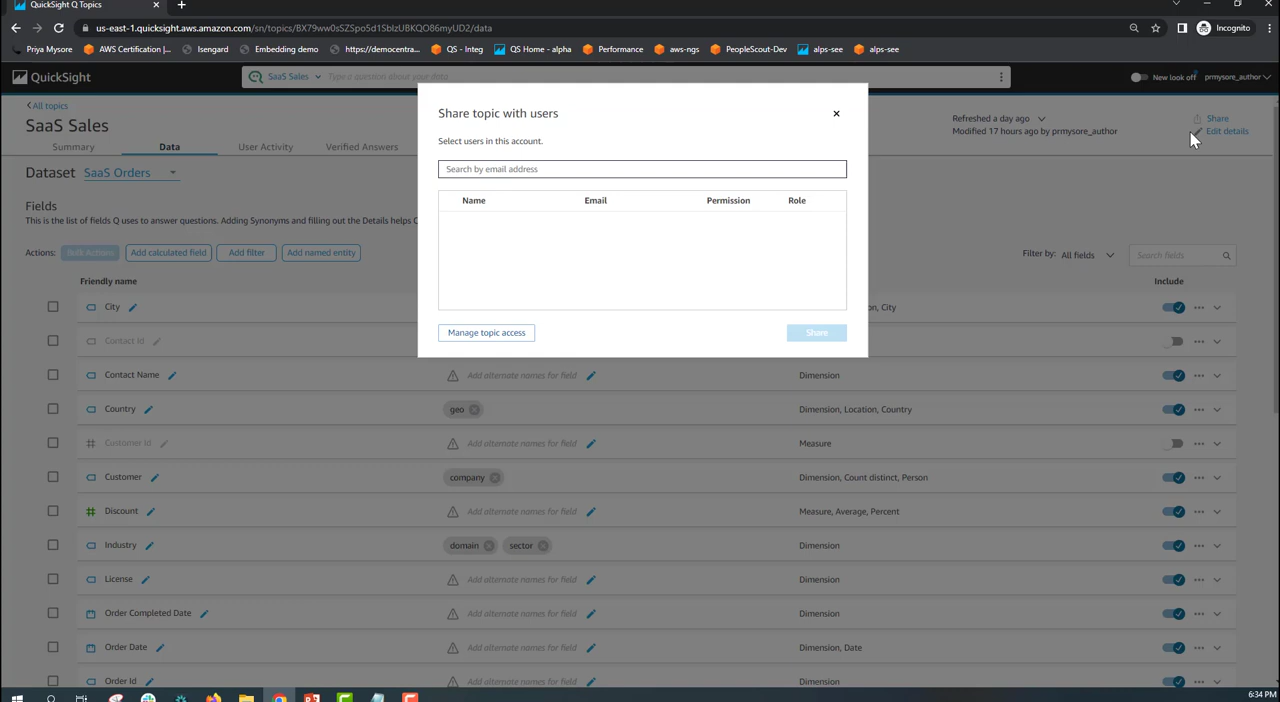 QuickSight Q Topics
us-east-1.quicksight.aws.amazon.com/sn/topics/BX79ww0sSZSpo5d1SblzUBKQO86myUD2/data
Incognito
Priya Mysore
AWS Certification |...
Isengard
Embedding demo
https://democentra...
QS - Integ
QS Home - alpha
Performance
aws-ngs
PeopleScout-Dev
alps-see
alps-see
QuickSight
SaaS Sales
Try a question about your data
New look off
prmysore_author
All topics
SaaS Sales
Refreshed a day ago
Modified 17 hours ago by prmysore_author
Share
Edit details
Summary
Data
User Activity
Verified Answers
Share topic with users
Select users in this account.
Search by email address
Name Email Permission Role
Manage topic access
Share
Dataset SaaS Orders
Fields
This is the list of fields Q uses to answer questions. Adding Synonyms and filling out the Details helps
Actions: Bulk Actions Add calculated field Add filter Add named entity
Filter by: All fields
Search fields
Friendly name Include
City on, City
Contact Id
Contact Name Add alternate names for field Dimension
Country geo Dimension, Location, Country
Customer Id Add alternate names for field Measure
Customer company Dimension, Count distinct, Person
Discount Add alternate names for field Measure, Average, Percent
Industry domain sector Dimension
License Add alternate names for field Dimension
Order Completed Date Add alternate names for field Dimension
Order Date Add alternate names for field Dimension, Date
Order Id Add alternate names for field Dimension
6:34 PM